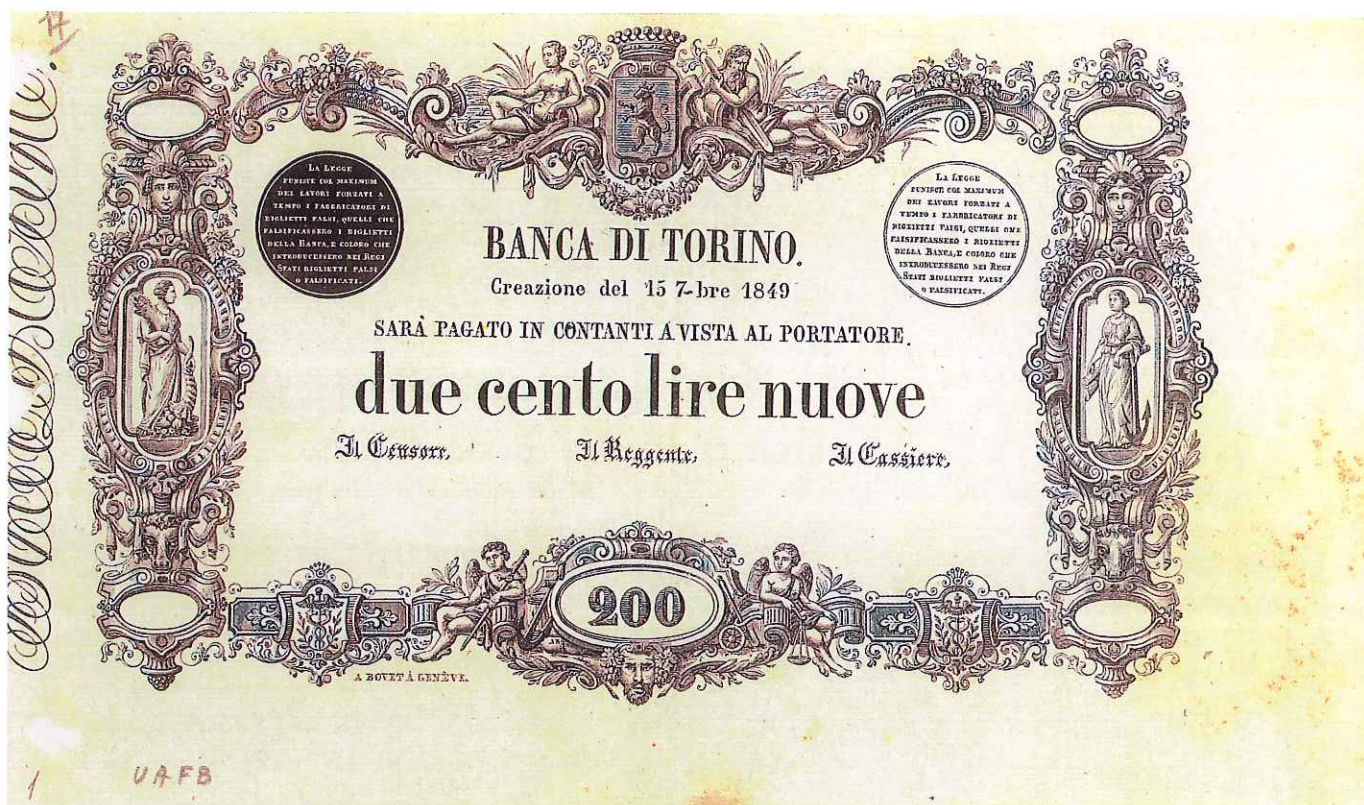 LA LEGGE
PUNISCE COL MAXIMUM
DEI LAVORI FORZATI A
TEMPO I FABBRICATORI DI
BIGLIETTI FALSI, QUELLI CHE
FALSIFICASSERO I BIGLIETTI
DELLA BANCA, E COLORO CHE
INTRODUCESSERO NEI REGI
STATI BIGLIETTI FALSI
O FALSIFICATI.
LA LEGGE
PUNISCE COL MAXIMUM
DEI LAVORI FORZATI A
TEMPO I FABBRICATORI DI
BIGLIETTI FALSI, QUELLI CHE
FALSIFICASSERO I BIGLIETTI
DELLA BANCA, E COLORO CHE
INTRODUCESSERO NEI REGI
STATI BIGLIETTI FALSI
O FALSIFICATI.
BANCA DI TORINO.
Creazione del 15 7-bre 1849
SARÀ PAGATO IN CONTANTI Á VISTA AL PORTATORE.
due cento lire nuove
Il Censore, Il Reggente, Il Cassiere,
200
A BOVET À GENÈVE.
1 UAFB